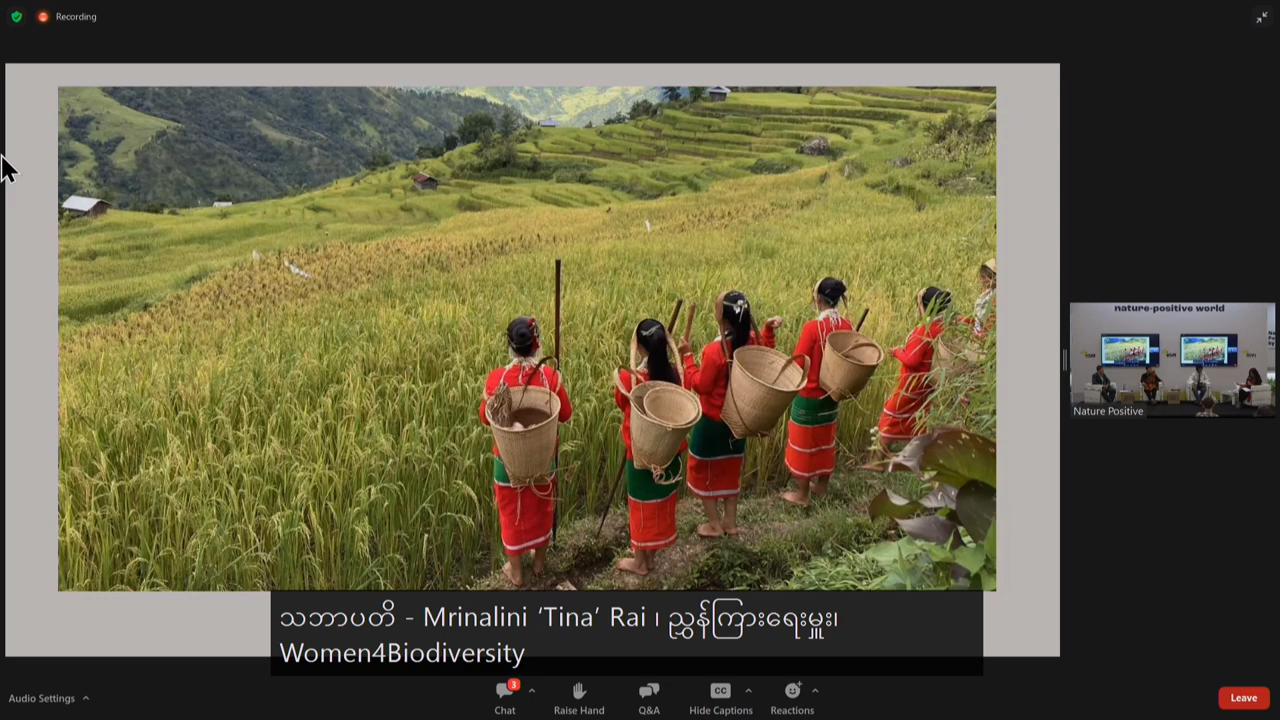 Recording
nature-positive world
Nature Positive
သဘာပတိ - Mrinalini ‘Tina’ Rai ၊ ညွှန်ကြားရေးမှူး၊
Women4Biodiversity
Audio Settings
3
Chat
Raise Hand
Q&A
CC
Hide Captions
Reactions
Leave